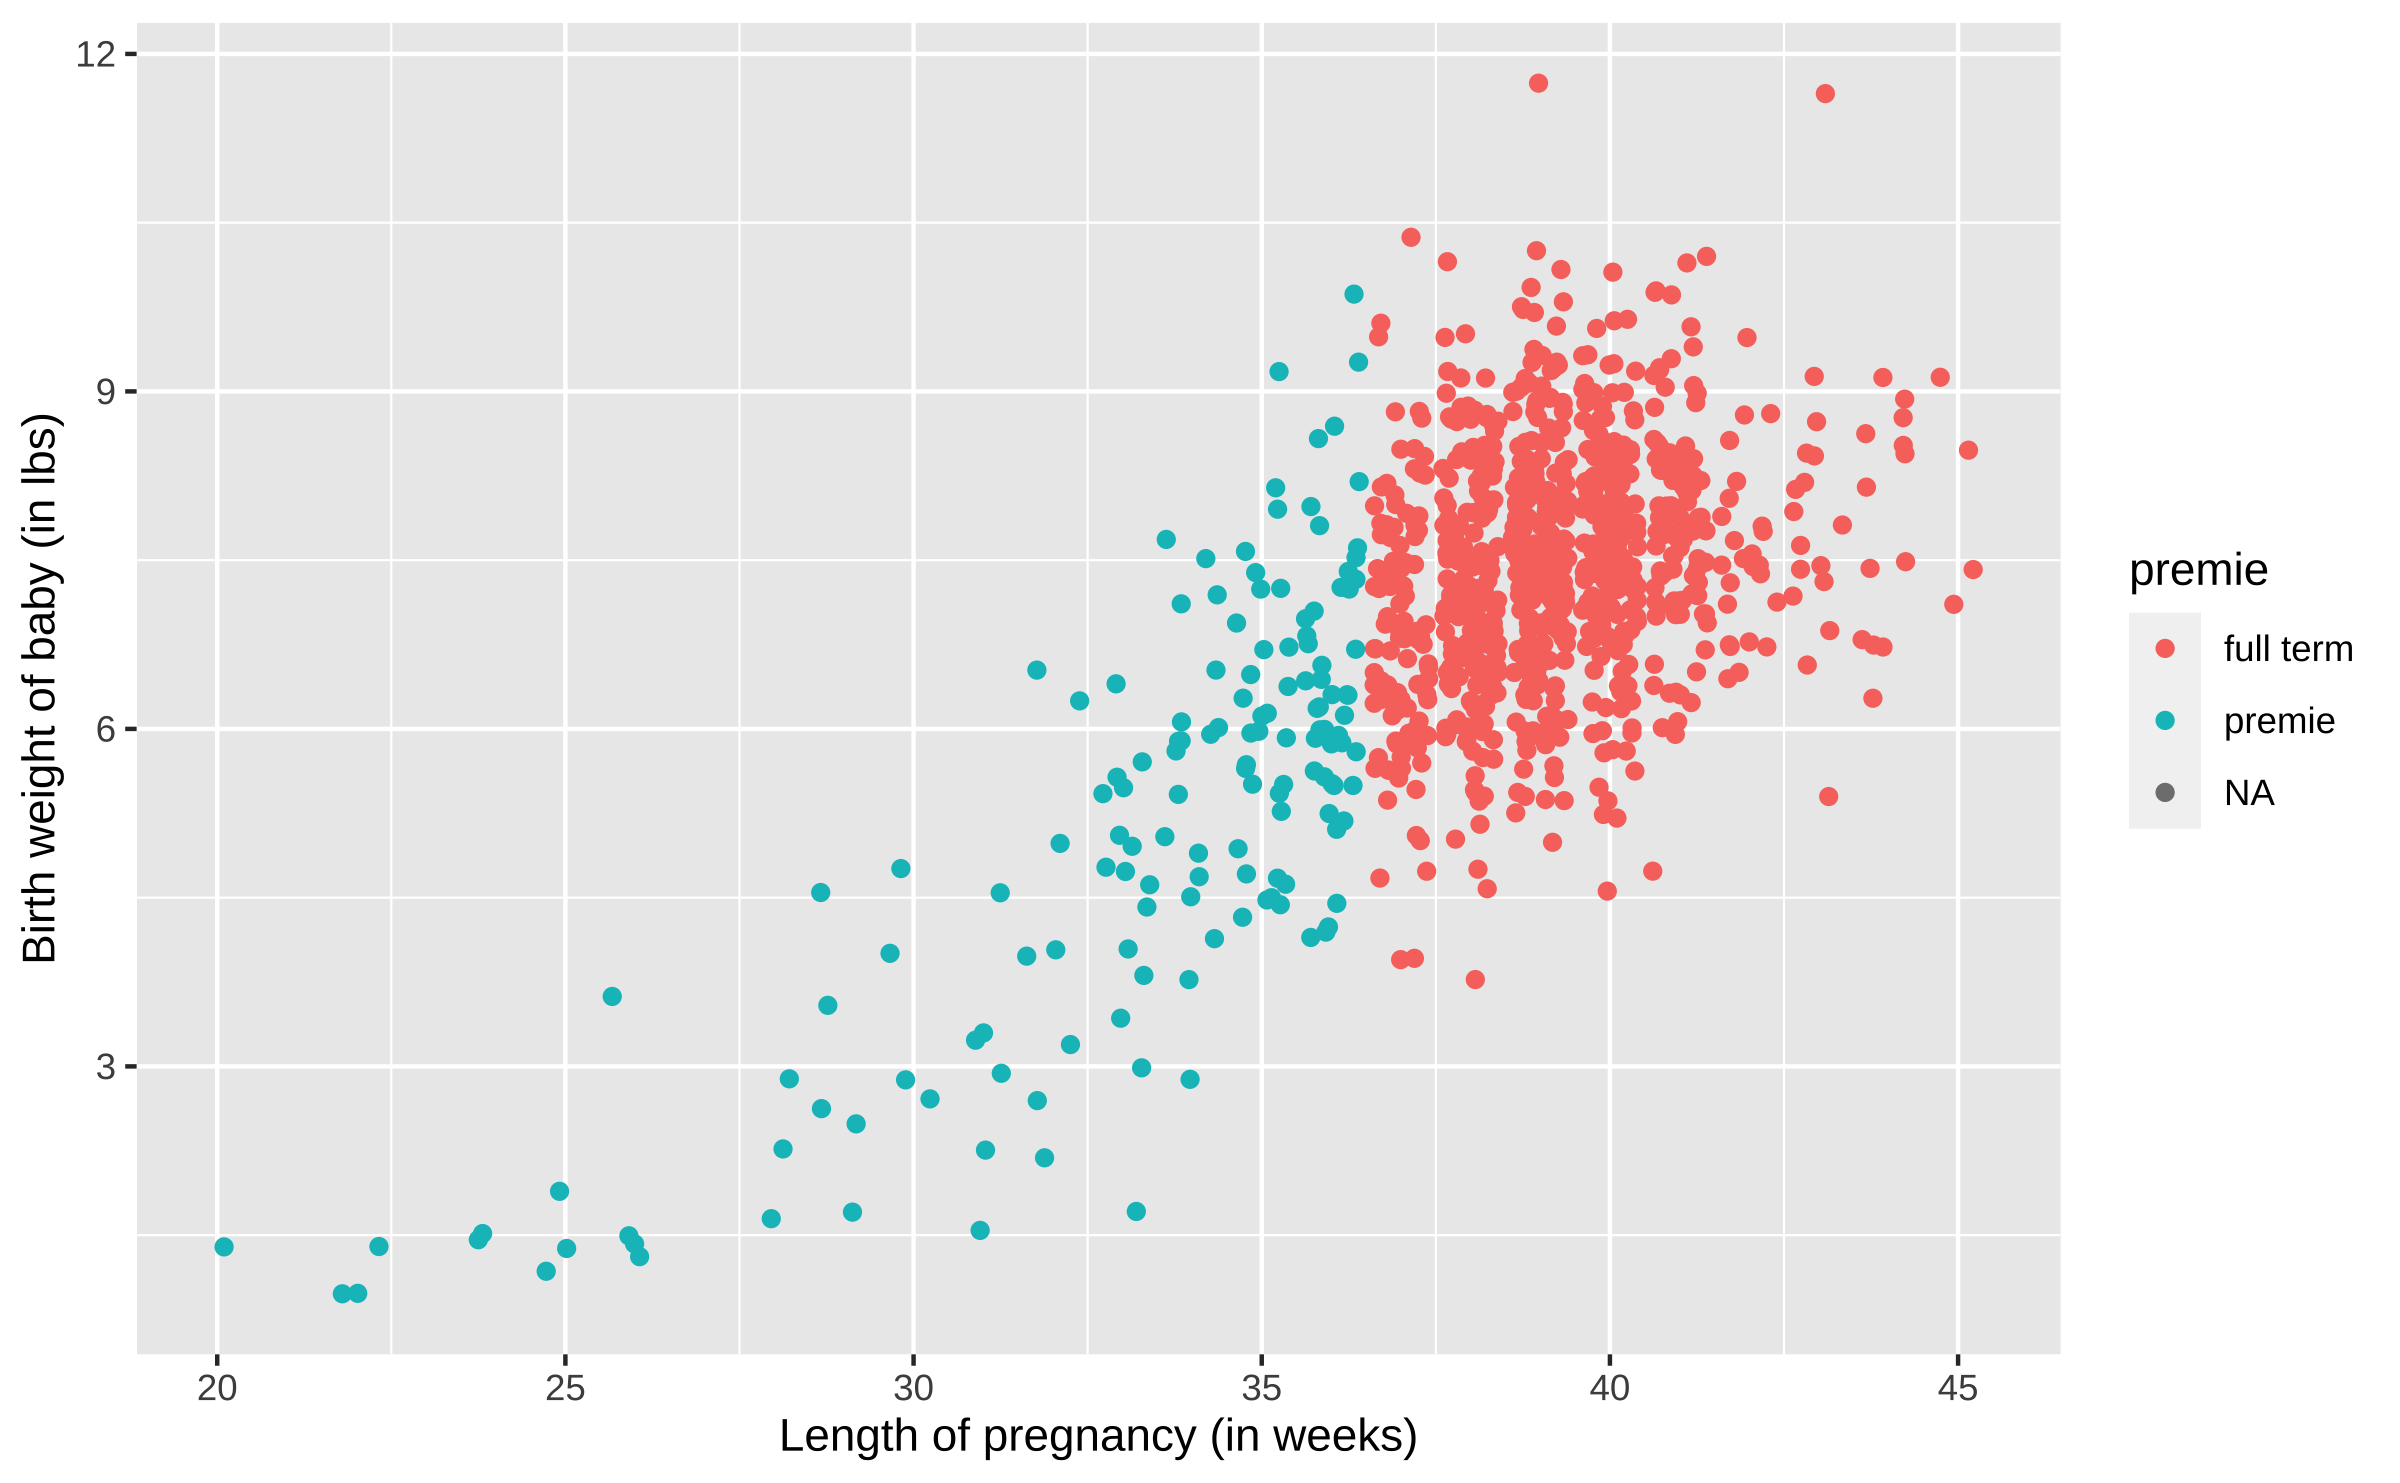 12
9
6
3
Birth weight of baby (in lbs)
20 25 30 35 40 45
Length of pregnancy (in weeks)
premie
full term
premie
NA